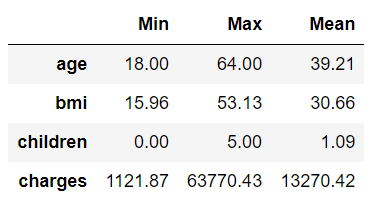 Min Max Mean
age 18.00 64.00 39.21
bmi 15.96 53.13 30.66
children 0.00 5.00 1.09
charges 1121.87 63770.43 13270.42